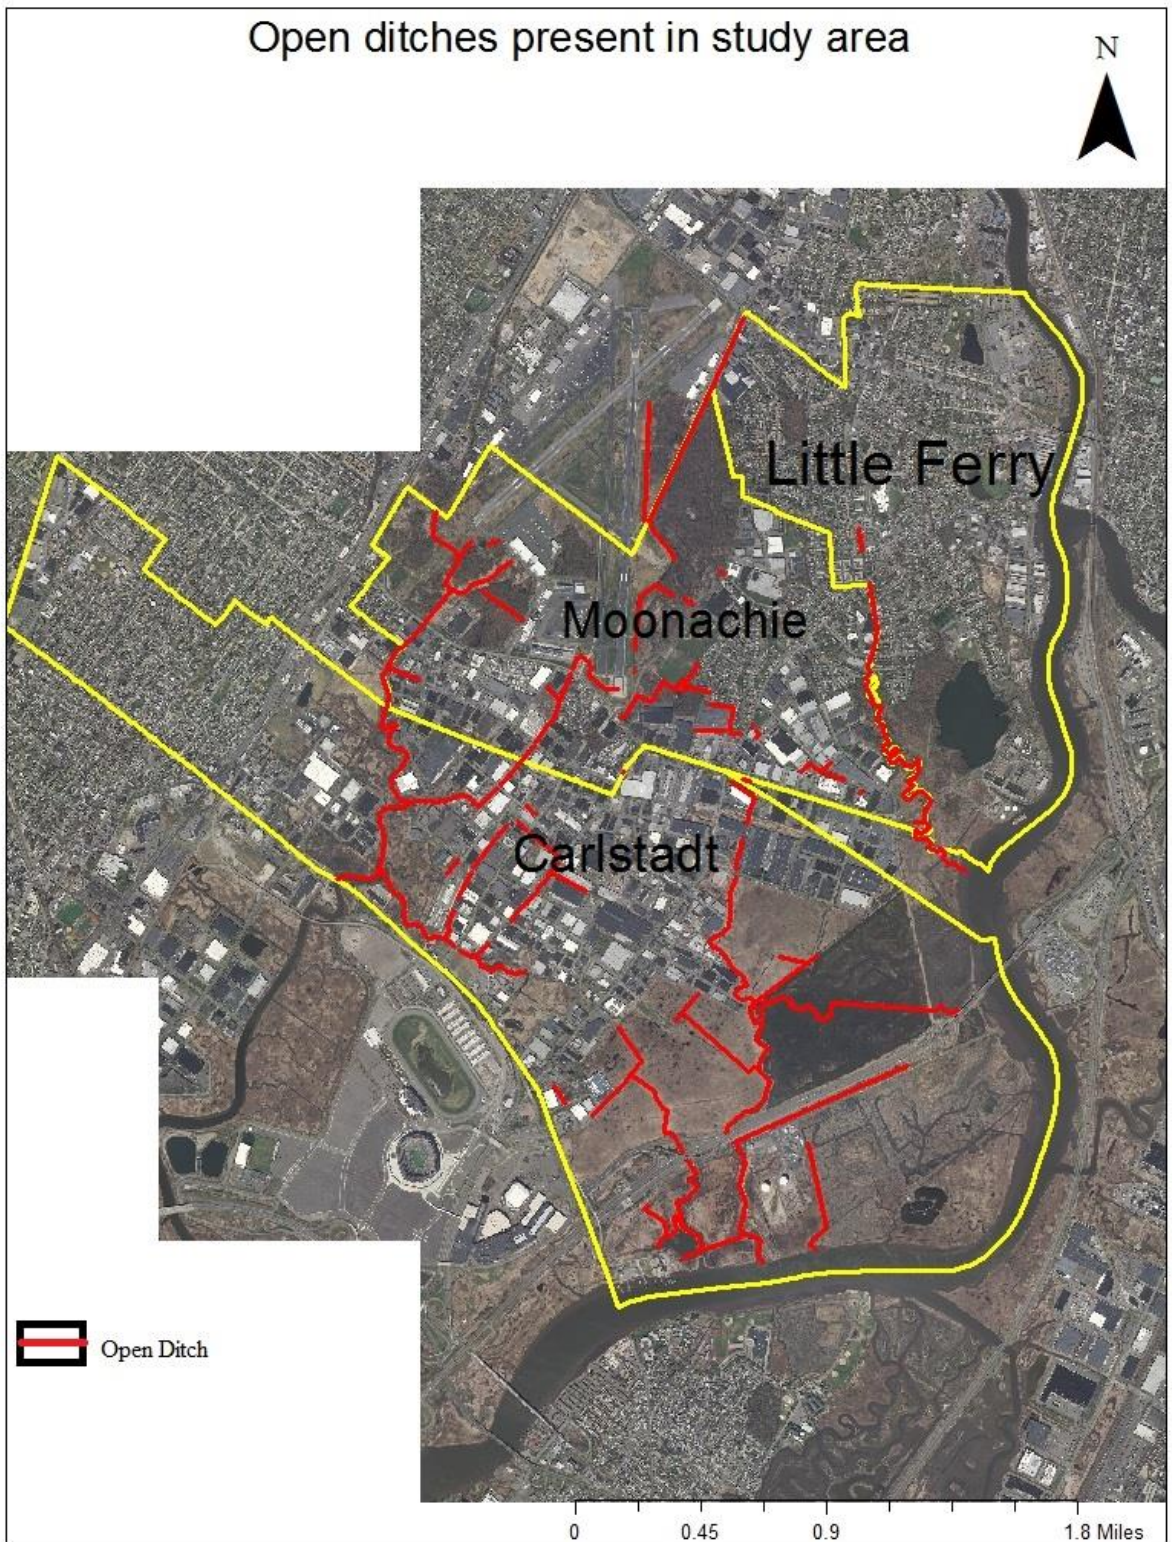 Open ditches present in study area
N
Little Ferry
Moonachie
Carlstadt
Open Ditch
0 0.45 0.9 1.8 Miles